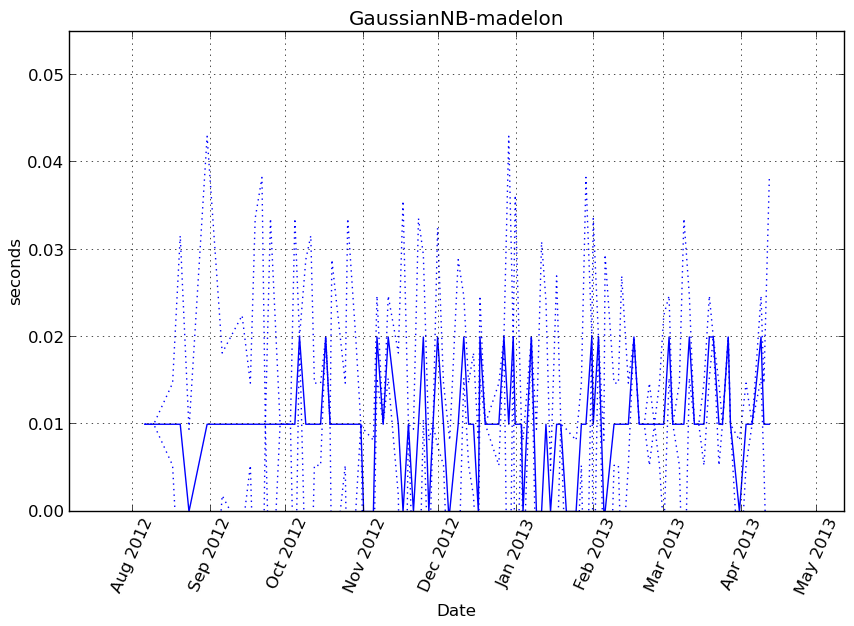 GaussianNB-madelon
0.05
0.04
0.03
0.02
0.01
0.00
seconds
Aug 2012
Sep 2012
Oct 2012
Nov 2012
Dec 2012
Jan 2013
Feb 2013
Mar 2013
Apr 2013
May 2013
Date